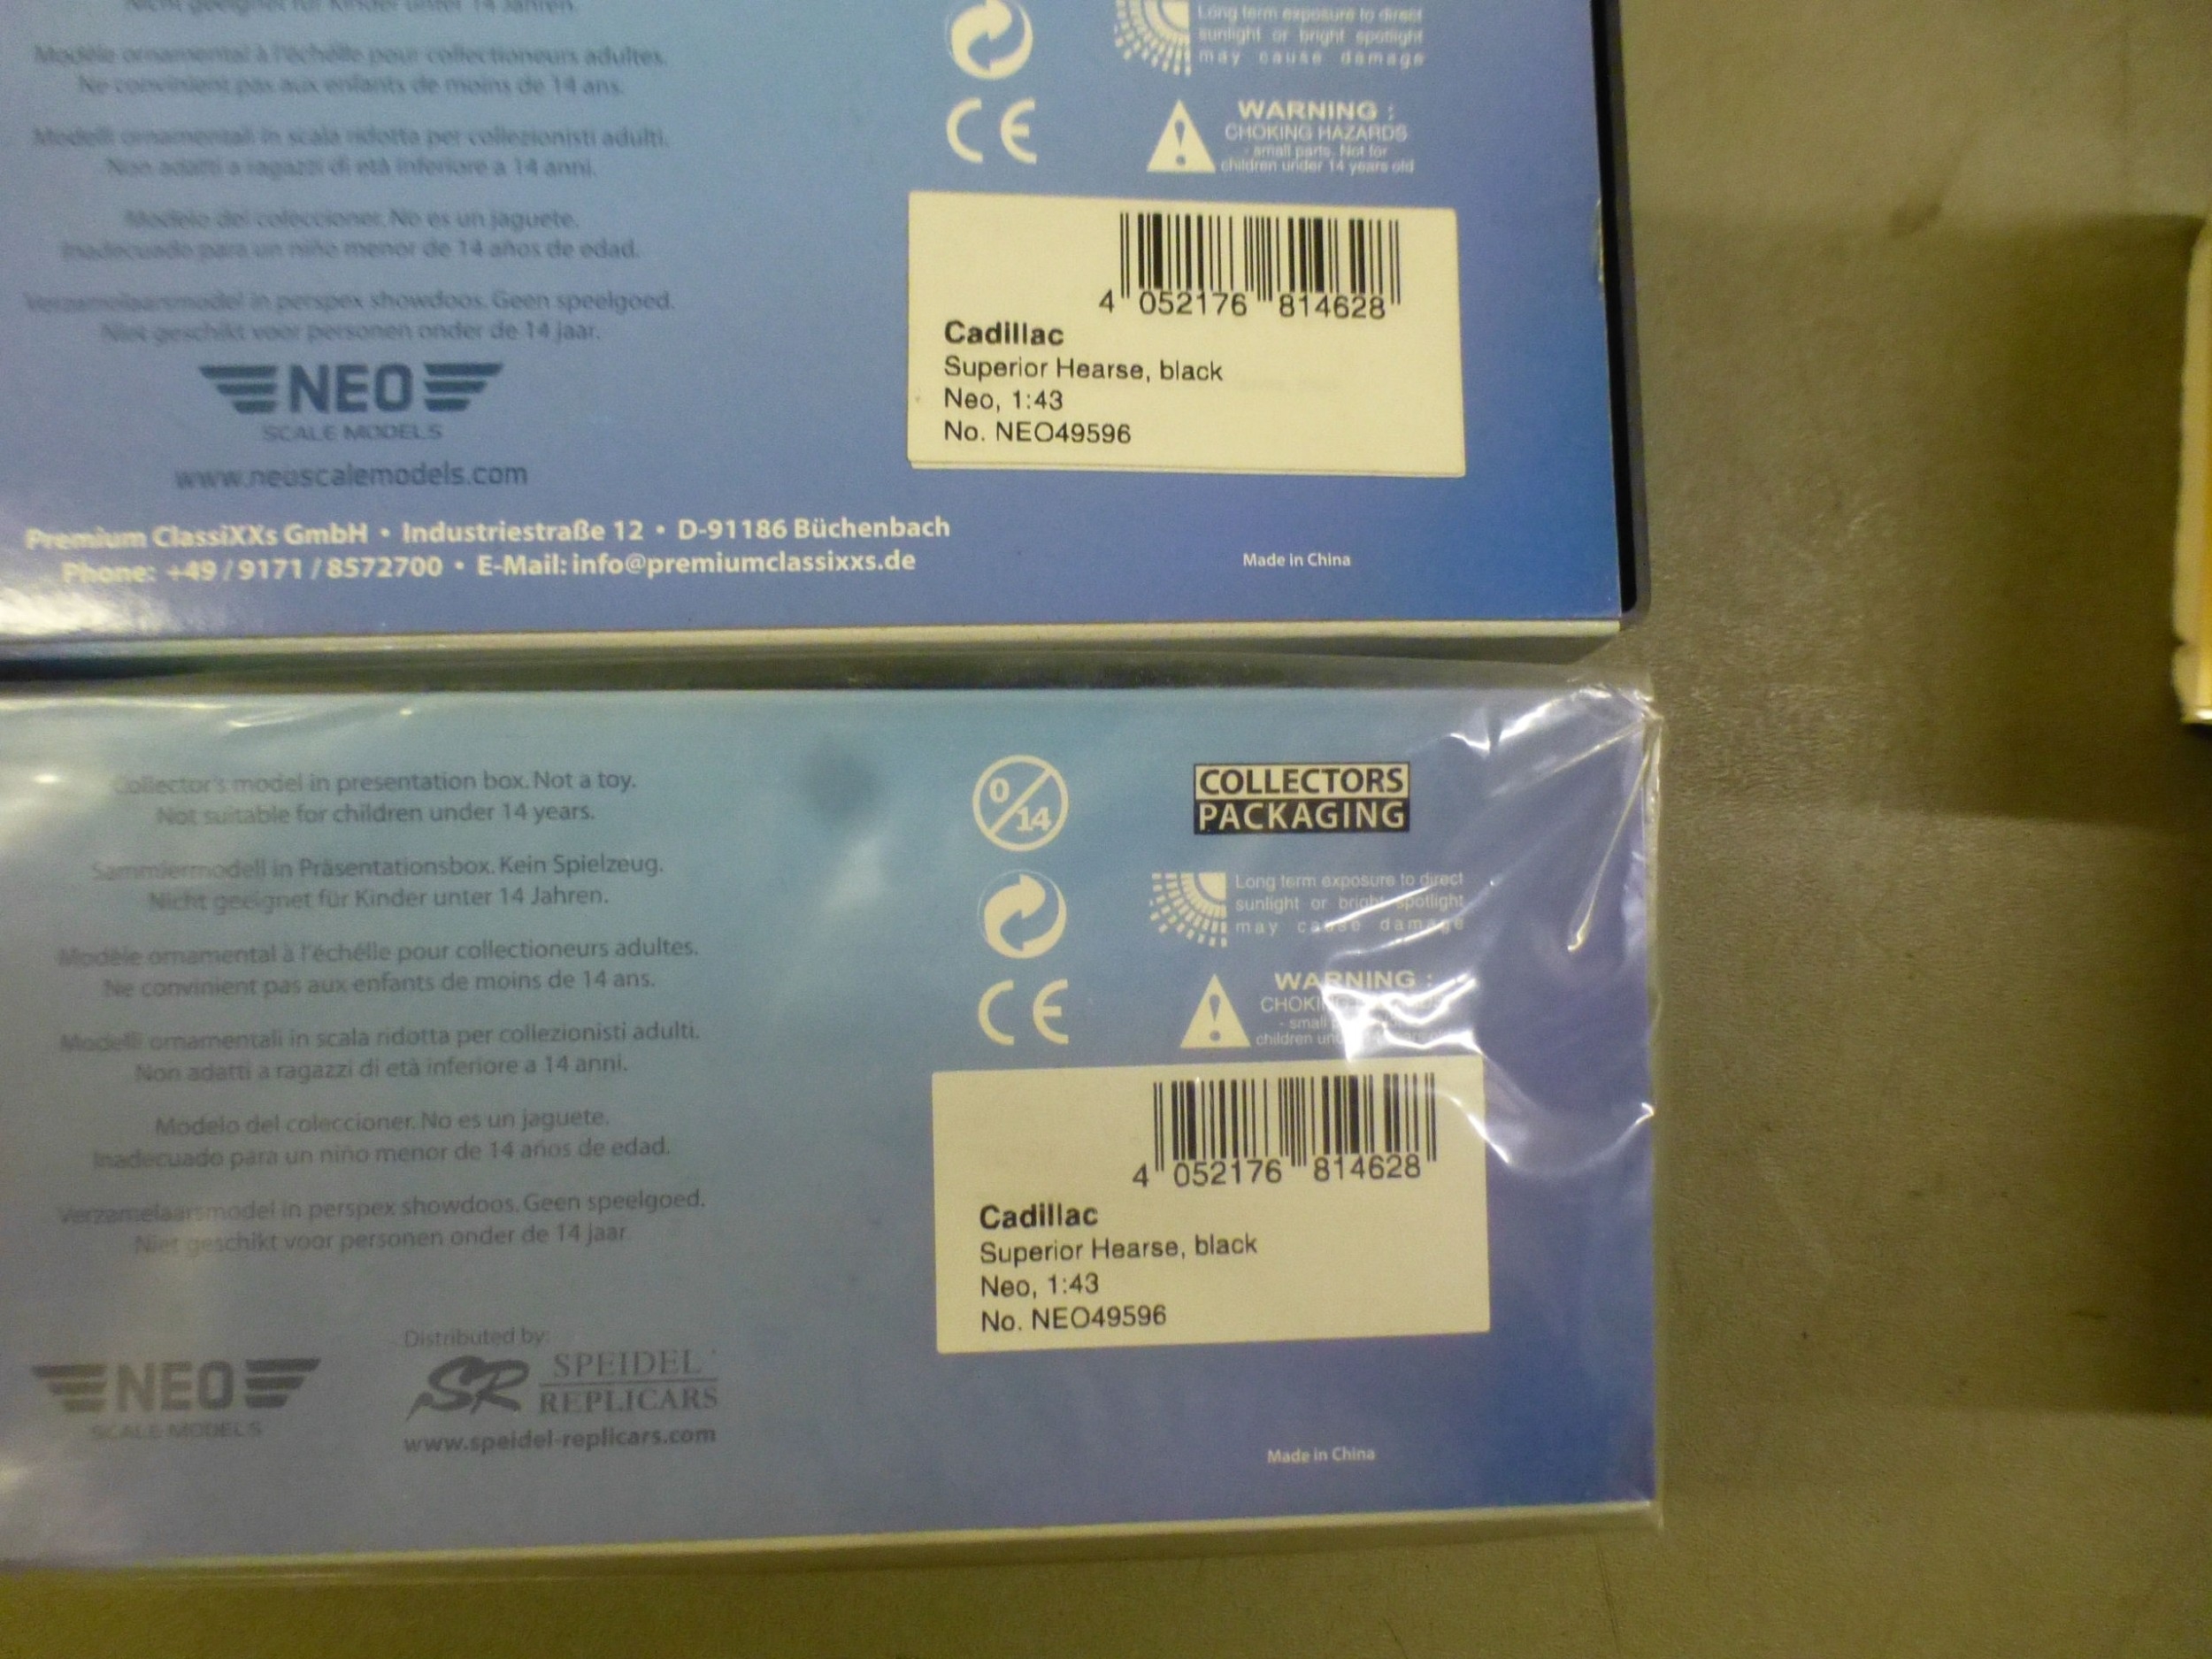 Nicht geeignet für Kinder unter 14 Jahren.
Modèle ornamental à l'échélle pour collectioneurs adultes.
Ne convinient pas aux enfants de moins de 14 ans.
Modelli ornamentali in scala ridotta per collezionisti adulti.
Non adatti a ragazzi di età inferiore a 14 anni.
Modelo del coleccioner. No es un jaguete.
Inadecuado para un niño menor de 14 años de edad.
Verzamelaarsmodel in perspex showdoos. Geen speelgoed.
Niet geschikt voor personen onder de 14 jaar.
NEO
SCALE MODELS
www.neoscalemodels.com
Premium ClassiXXs GmbH • Industriestraße 12 • D-91186 Büchenbach
Phone: +49 / 9171 / 8572700 • E-Mail: info@premiumclassixxs.de
Long term exposure to direct
sunlight or bright spotlight
may cause damage
CE
WARNING :
CHOKING HAZARDS
- small parts. Not for
children under 14 years old
4 052176 814628
Cadillac
Superior Hearse, black
Neo, 1:43
No. NEO49596
Made in China
Collector's model in presentation box. Not a toy.
Not suitable for children under 14 years.
Sammlermodell in Präsentationsbox. Kein Spielzeug.
Nicht geeignet für Kinder unter 14 Jahren.
Modèle ornamental à l'échélle pour collectioneurs adultes.
Ne convinient pas aux enfants de moins de 14 ans.
Modelli ornamentali in scala ridotta per collezionisti adulti.
Non adatti a ragazzi di età inferiore a 14 anni.
Modelo del coleccioner. No es un jaguete.
Inadecuado para un niño menor de 14 años de edad.
Verzamelaarsmodel in perspex showdoos. Geen speelgoed.
Niet geschikt voor personen onder de 14 jaar
NEO
SCALE MODELS
Distributed by:
SR SPEIDEL
REPLICARS
www.speidel-replicars.com
0/14
COLLECTORS
PACKAGING
Long term exposure to direct
sunlight or bright spotlight
may cause damage
CE
WARNING :
- small
children
4 052176 814628
Cadillac
Superior Hearse, black
Neo, 1:43
No. NEO49596
Made in China